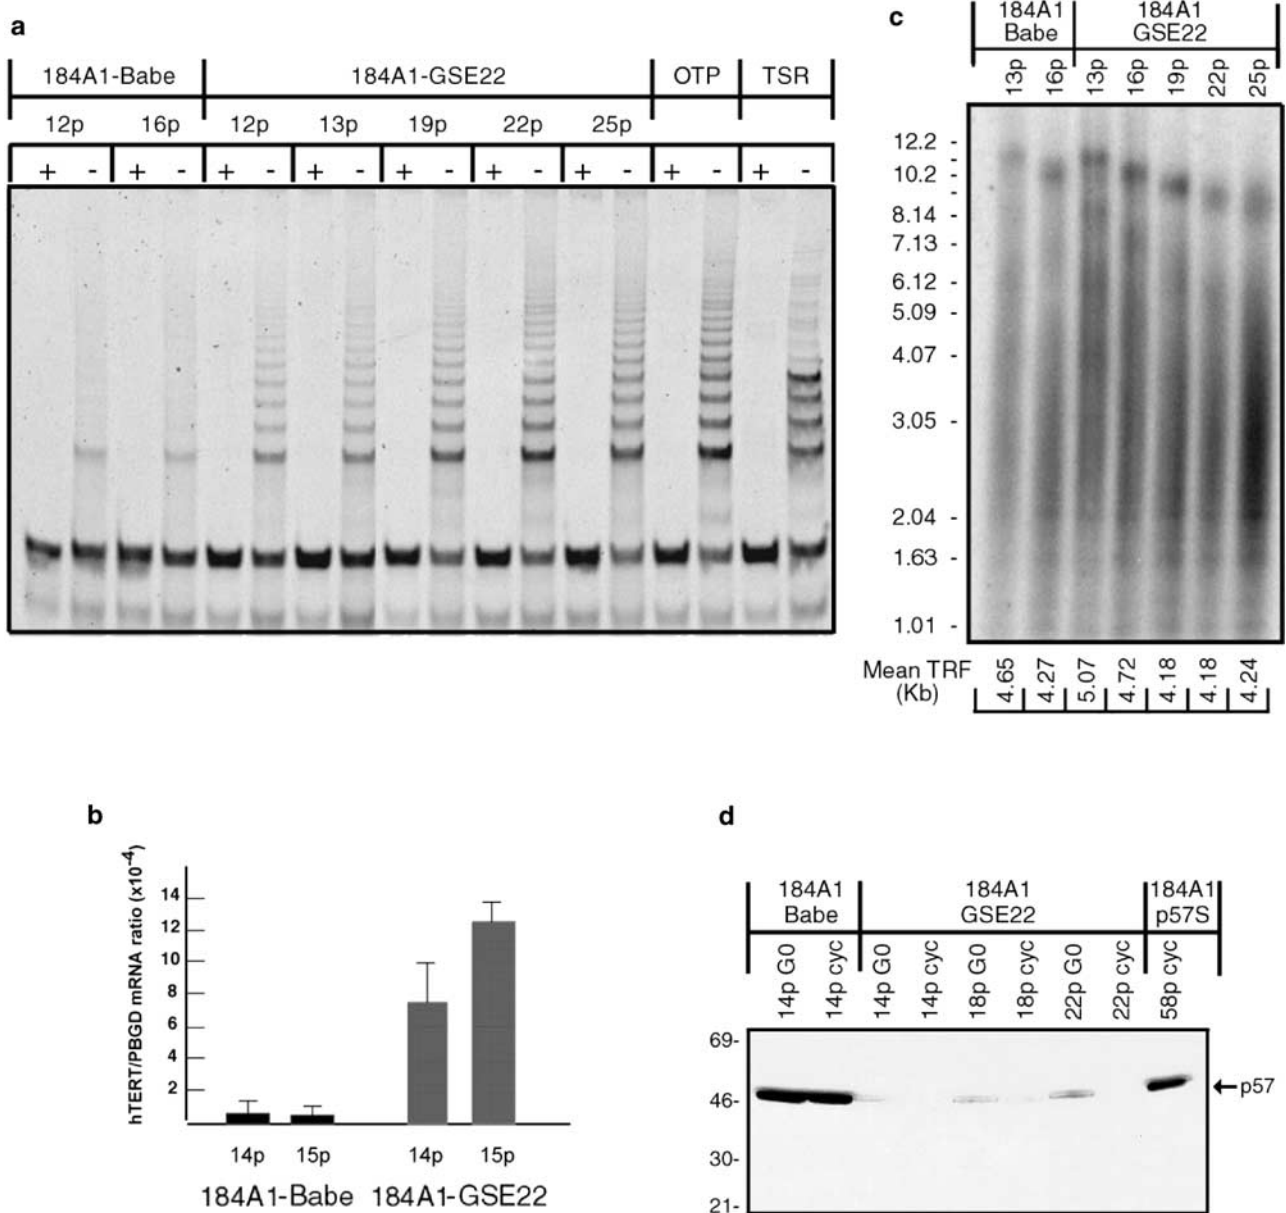 a
184A1-Babe 184A1-GSE22 OTP TSR
12p 16p 12p 13p 19p 22p 25p
+ - + - + - + - + - + - + - + - + -
c
184A1 184A1
Babe GSE22
13p 16p 13p 16p 19p 22p 25p
12.2 -
-
10.2 -
-
8.14 -
7.13 -
6.12 -
5.09 -
4.07 -
3.05 -
2.04 -
1.63 -
1.01 -
Mean TRF
(Kb)
4.65 4.27 5.07 4.72 4.18 4.18 4.24
b
hTERT/PBGD mRNA ratio (x10-4)
14
12
10
8
6
4
2
14p 15p 14p 15p
184A1-Babe 184A1-GSE22
d
184A1 184A1 184A1
Babe GSE22 p57S
14p G0 14p cyc 14p G0 14p cyc 18p G0 18p cyc 22p G0 22p cyc 58p cyc
69-
46-
30-
21-
←p57